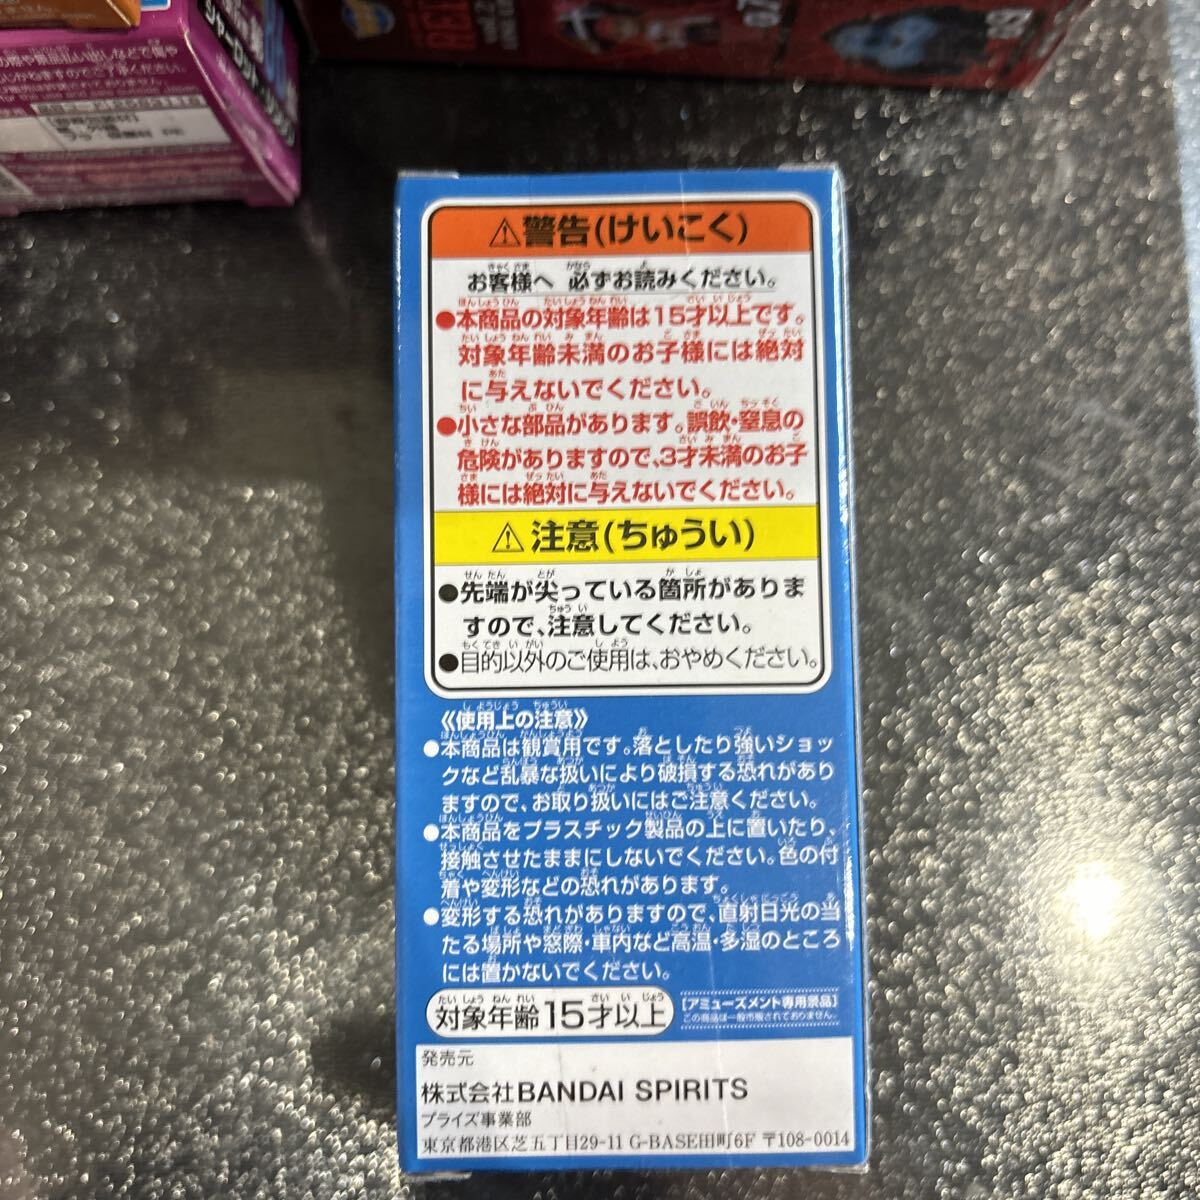 ⚠警告(けいこく)
お客様へ 必ずお読みください。
●本商品の対象年齢は15才以上です。
対象年齢未満のお子様には絶対
に与えないでください。
●小さな部品があります。誤飲・窒息の
危険がありますので、3才未満のお子
様には絶対に与えないでください。
⚠注意(ちゅうい)
●先端が尖っている箇所がありま
すので、注意してください。
●目的以外のご使用は、おやめください。
《使用上の注意》
●本商品は観賞用です。落としたり強いショッ
クなど乱暴な扱いにより破損する恐れがあり
ますので、お取り扱いにはご注意ください。
●本商品をプラスチック製品の上に置いたり、
接触させたままにしないでください。色の付
着や変形などの恐れがあります。
●変形する恐れがありますので、直射日光の当
たる場所や窓際・車内など高温・多湿のところ
には置かないでください。
対象年齢15才以上
[アミューズメント専用景品]
この商品は一般市販されておりません。
発売元
株式会社BANDAI SPIRITS
プライズ事業部
東京都港区芝五丁目29-11 G-BASE田町6F 〒108-0014